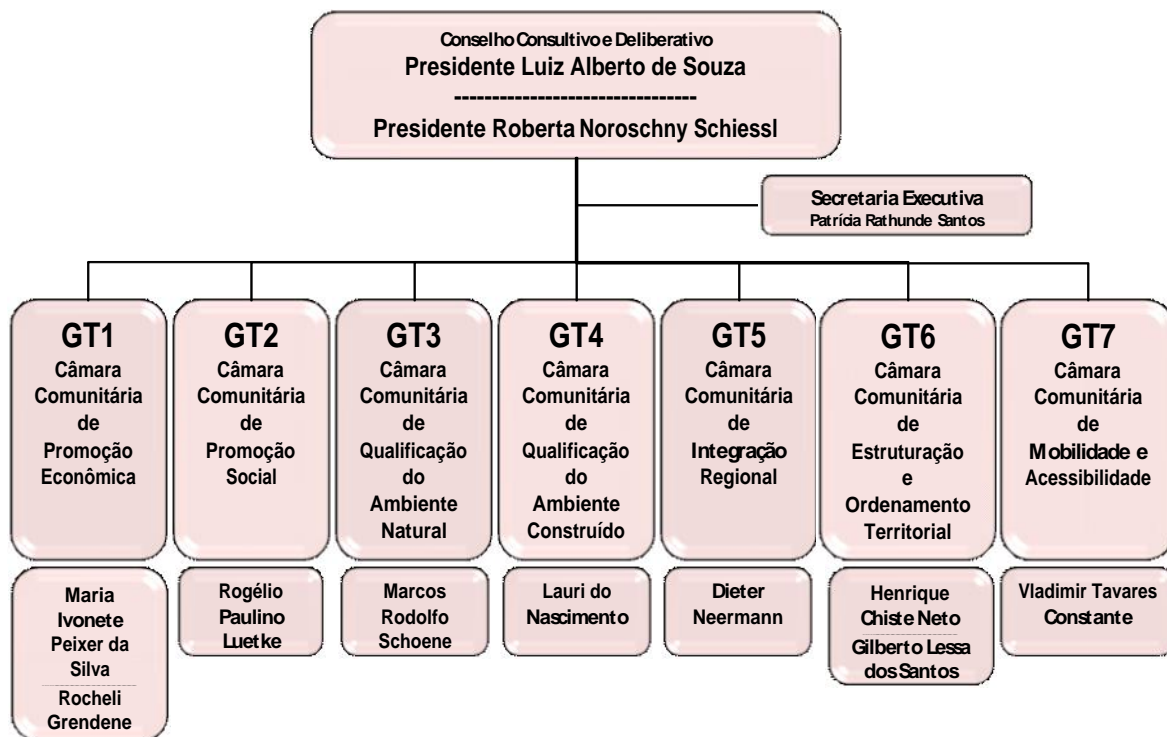 Conselho Consultivo e Deliberativo
Presidente Luiz Alberto de Souza
--------------------------------
Presidente Roberta Noroschny Schiessl
Secretaria Executiva
Patrícia Rathunde Santos
GT1
Câmara
Comunitária
de
Promoção
Econômica
GT2
Câmara
Comunitária
de
Promoção
Social
GT3
Câmara
Comunitária
de
Qualificação
do
Ambiente
Natural
GT4
Câmara
Comunitária
de
Qualificação
do
Ambiente
Construído
GT5
Câmara
Comunitária
de
Integração
Regional
GT6
Câmara
Comunitária
de
Estruturação
e
Ordenamento
Territorial
GT7
Câmara
Comunitária
de
Mobilidade e
Acessibilidade
Maria
Ivonete
Peixer da
Silva
Rocheli
Grendene
Rogélio
Paulino
Luetke
Marcos
Rodolfo
Schoene
Lauri do
Nascimento
Dieter
Neermann
Henrique
Chiste Neto
Gilberto Lessa
dos Santos
Vladimir Tavares
Constante